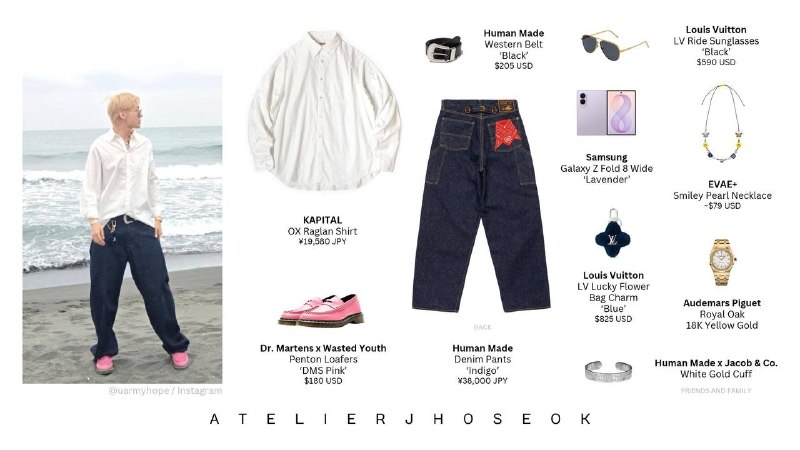 Human Made
Western Belt
'Black'
$205 USD
Louis Vuitton
LV Ride Sunglasses
'Black'
$590 USD
KAPITAL
OX Raglan Shirt
¥19,580 JPY
Samsung
Galaxy Z Fold 8 Wide
'Lavender'
EVAE+
Smiley Pearl Necklace
~$79 USD
Louis Vuitton
LV Lucky Flower
Bag Charm
'Blue'
$825 USD
Audemars Piguet
Royal Oak
18K Yellow Gold
BACK
Dr. Martens x Wasted Youth
Penton Loafers
'DMS Pink'
$180 USD
Human Made
Denim Pants
'Indigo'
¥38,000 JPY
Human Made x Jacob & Co.
White Gold Cuff
FRIENDS AND FAMILY
@uarmyhope / Instagram
ATELIERJHOSEOK